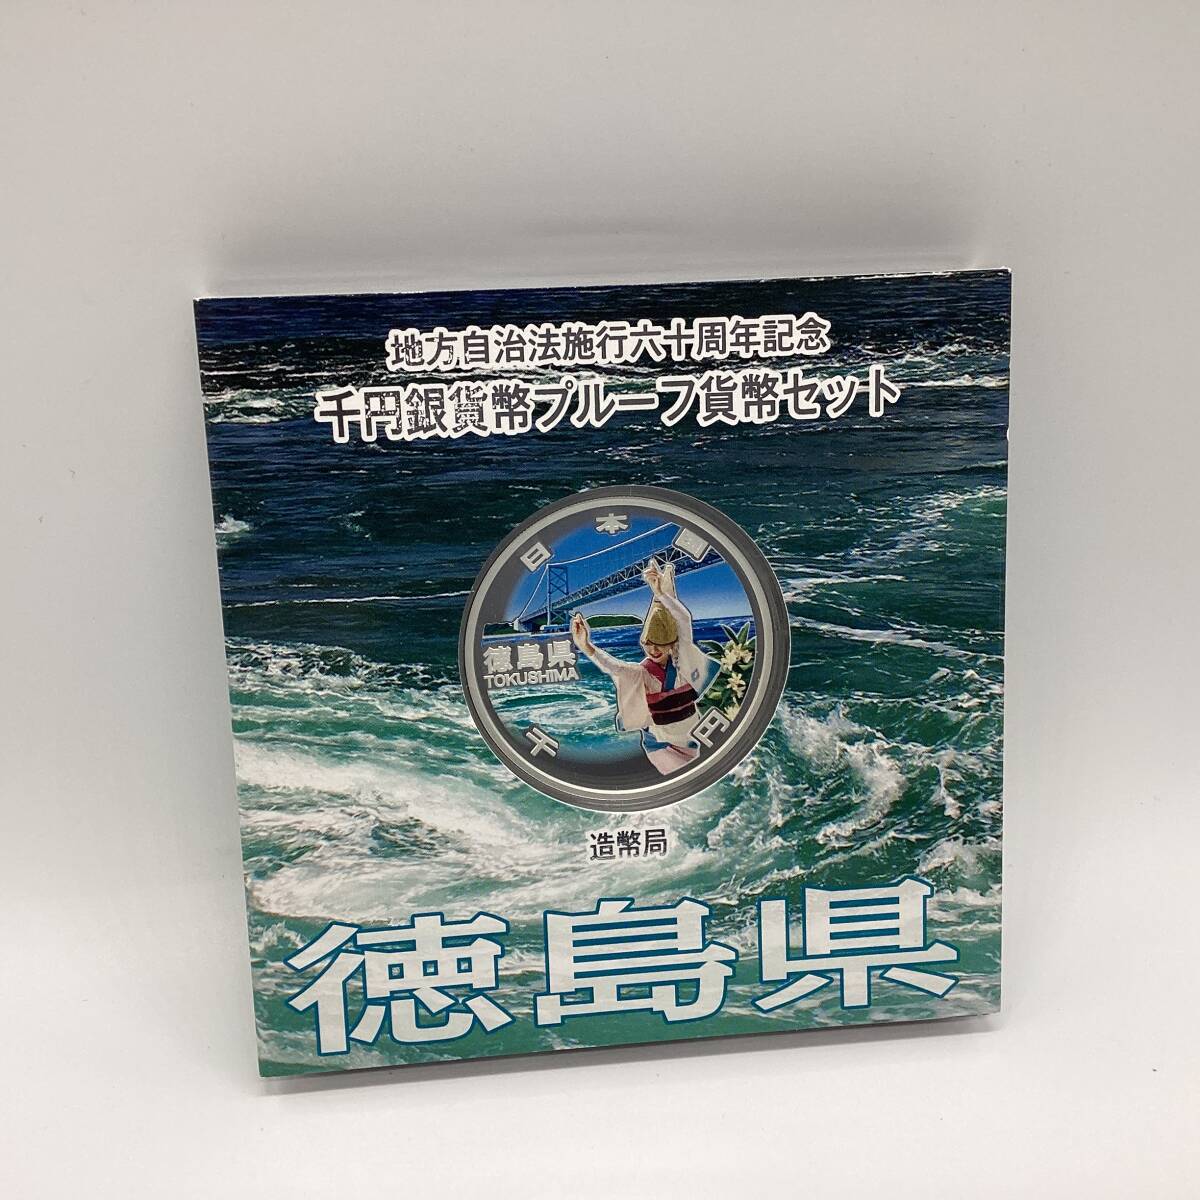 地方自治法施行六十周年記念
千円銀貨幣プルーフ貨幣セット
日本国
徳島県
TOKUSHIMA
千円
造幣局
徳島県